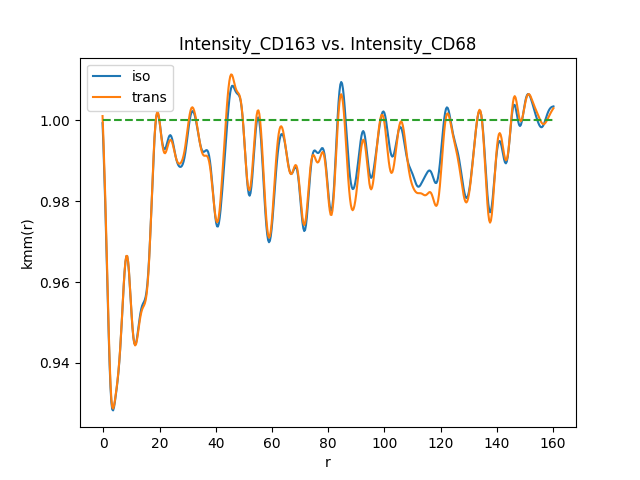 Intensity_CD163 vs. Intensity_CD68
iso
trans
1.00
0.98
0.96
0.94
kmm(r)
0 20 40 60 80 100 120 140 160
r